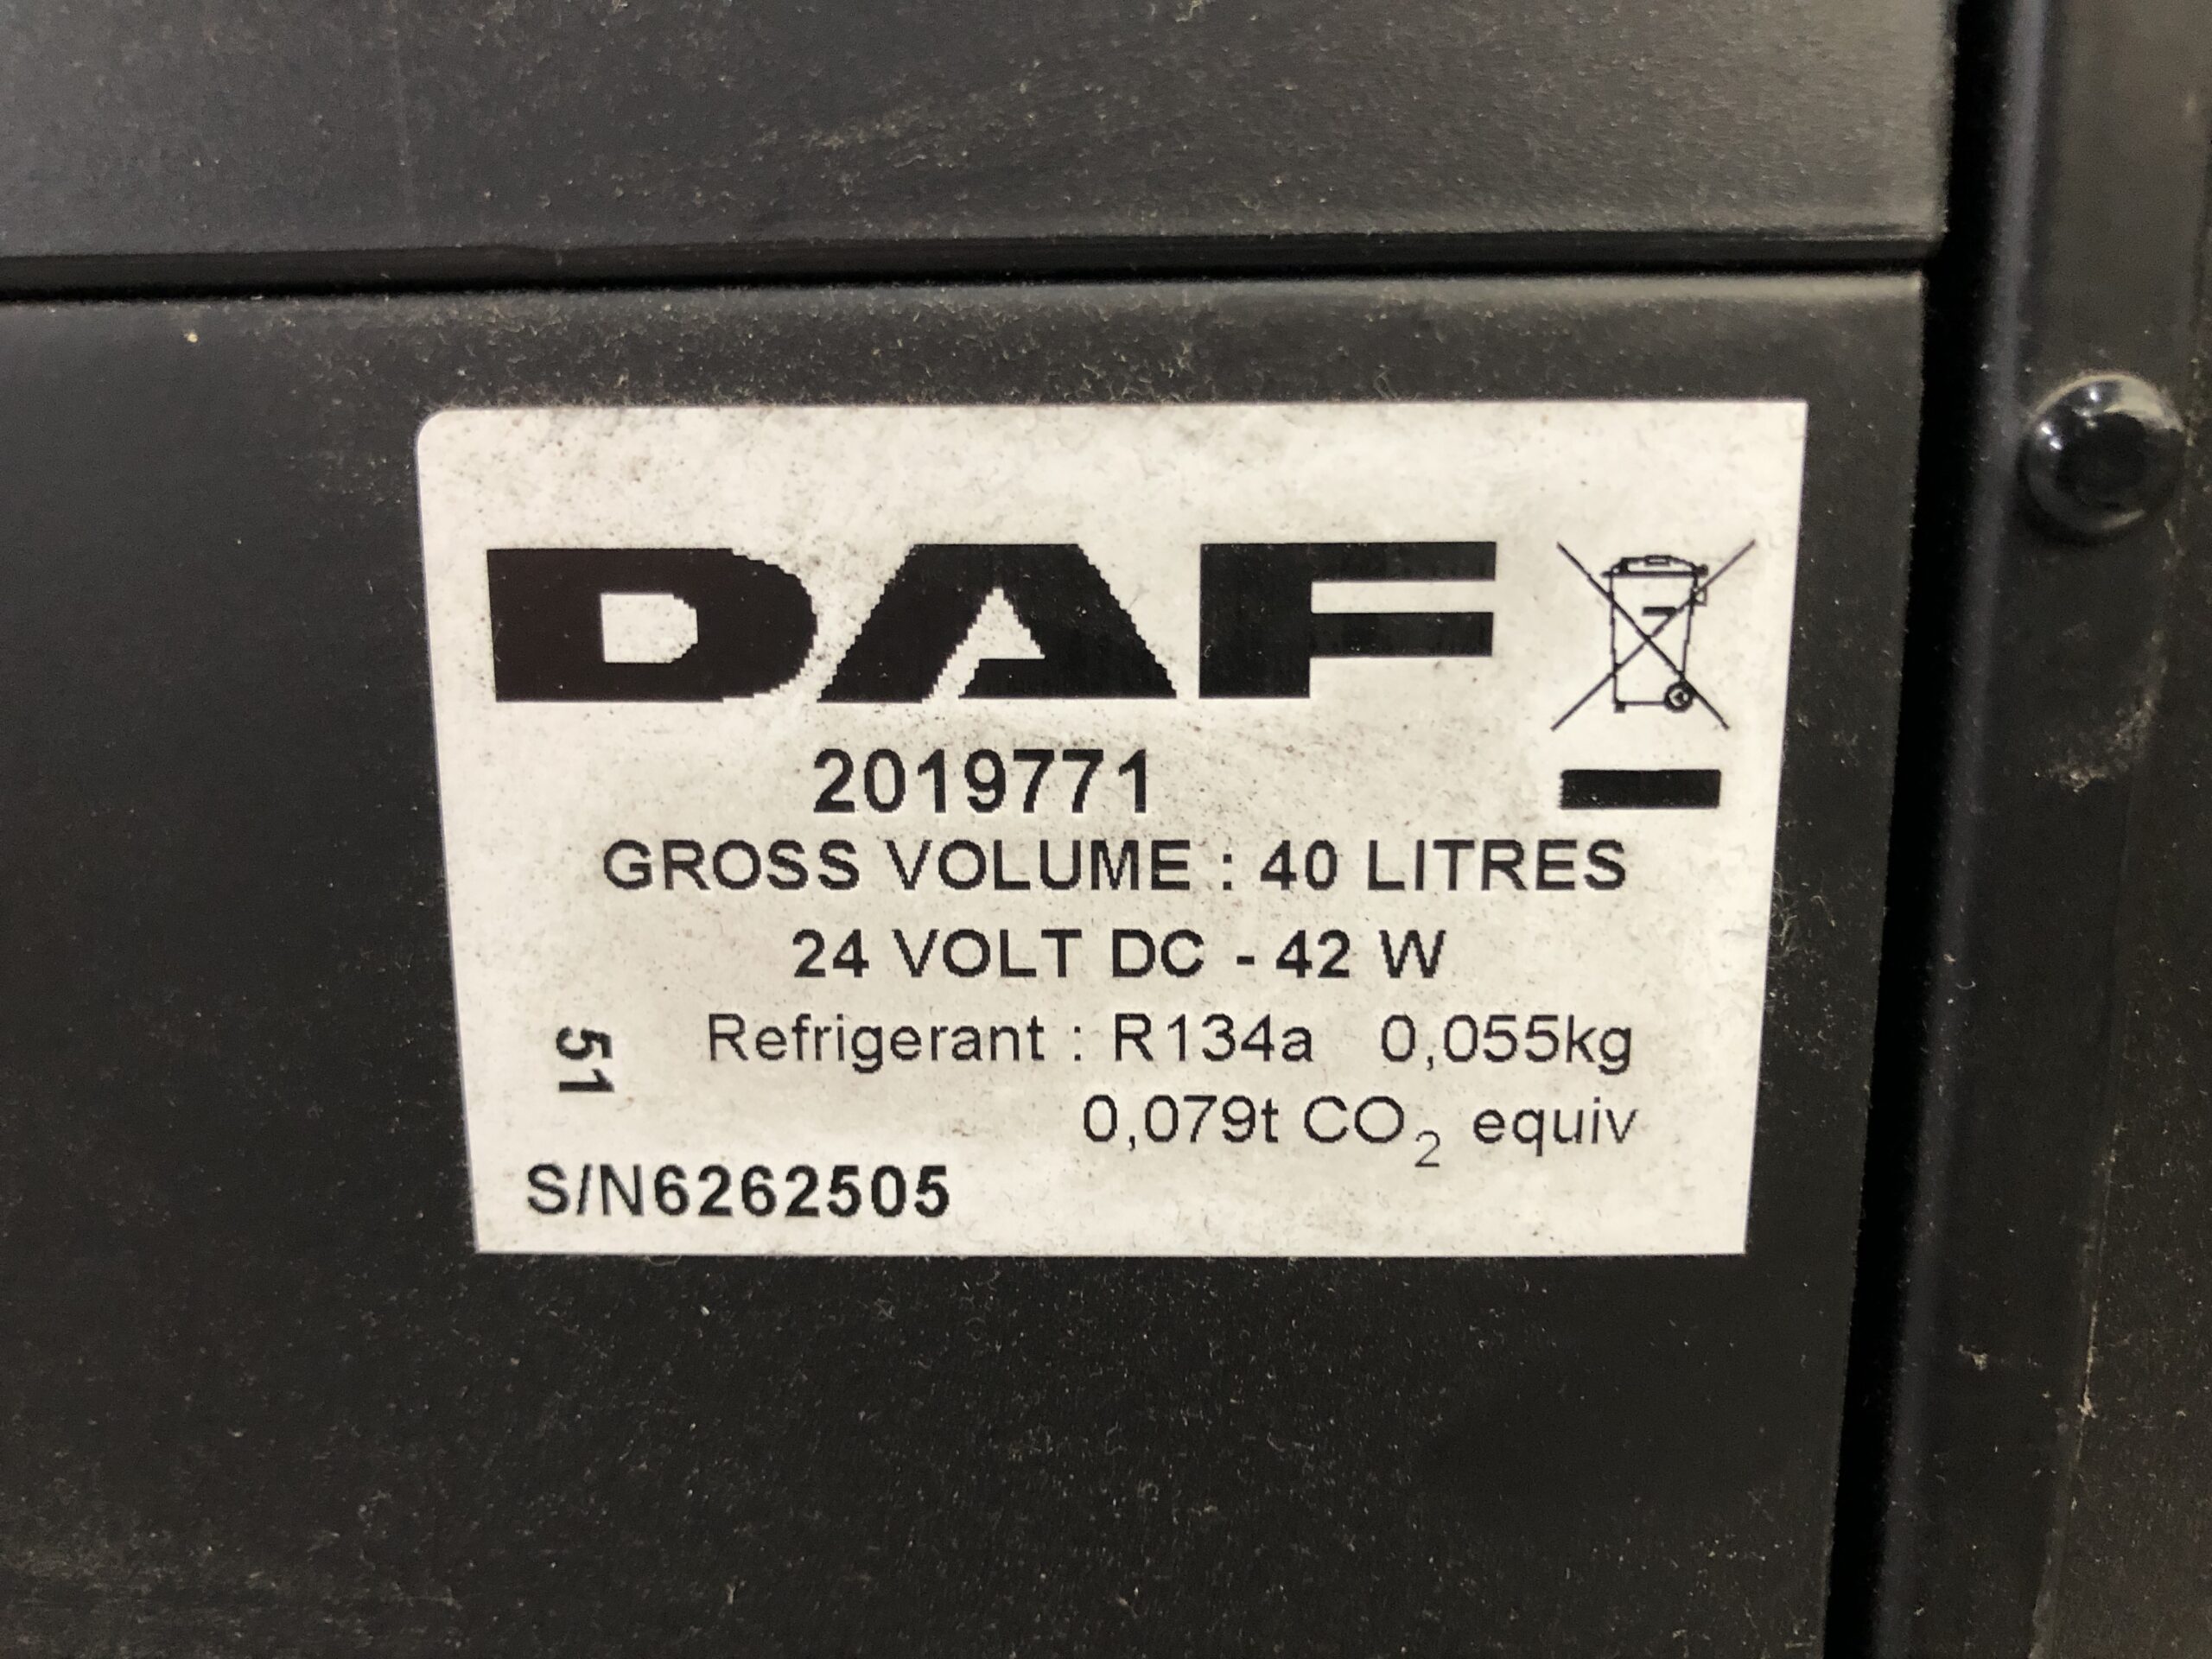 DAF
2019771
GROSS VOLUME : 40 LITRES
24 VOLT DC - 42 W
51
Refrigerant : R134a 0,055kg
0,079t CO₂ equiv
S/N6262505